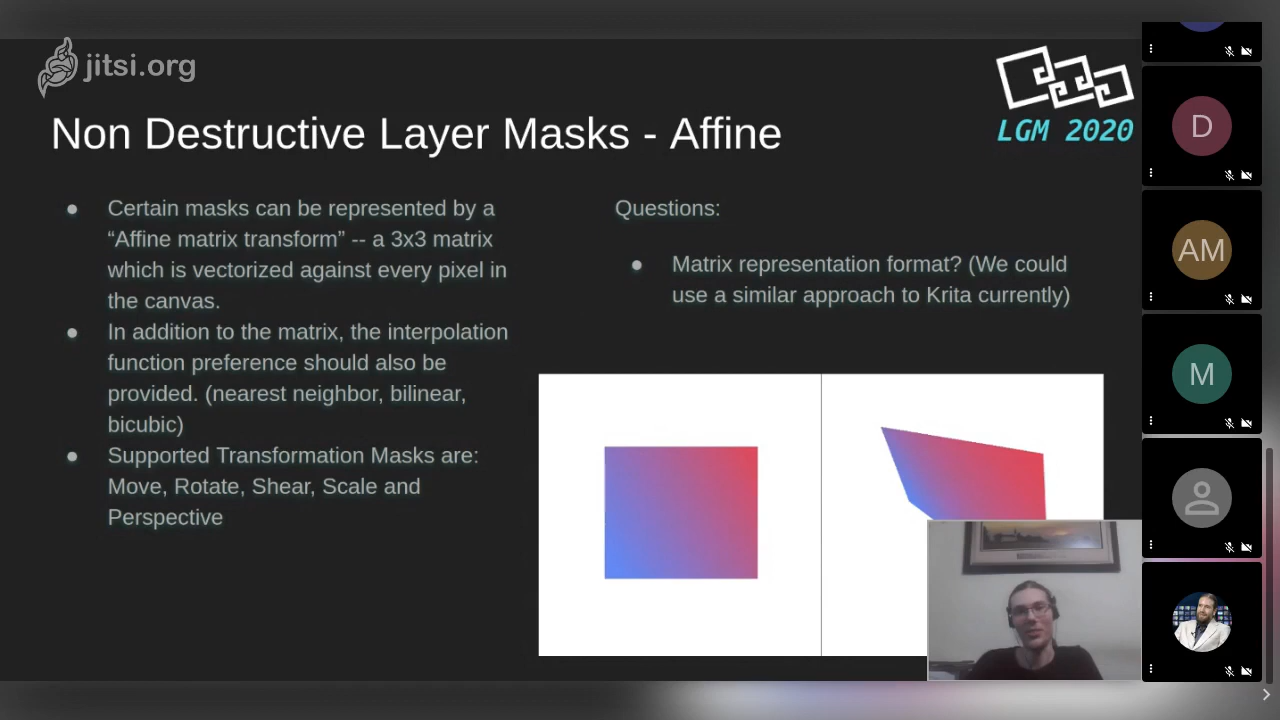 jitsi.org
LGM 2020
Non Destructive Layer Masks - Affine
● Certain masks can be represented by a
“Affine matrix transform” -- a 3x3 matrix
which is vectorized against every pixel in
the canvas.
● In addition to the matrix, the interpolation
function preference should also be
provided. (nearest neighbor, bilinear,
bicubic)
● Supported Transformation Masks are:
Move, Rotate, Shear, Scale and
Perspective
Questions:
● Matrix representation format? (We could
use a similar approach to Krita currently)
D
AM
M